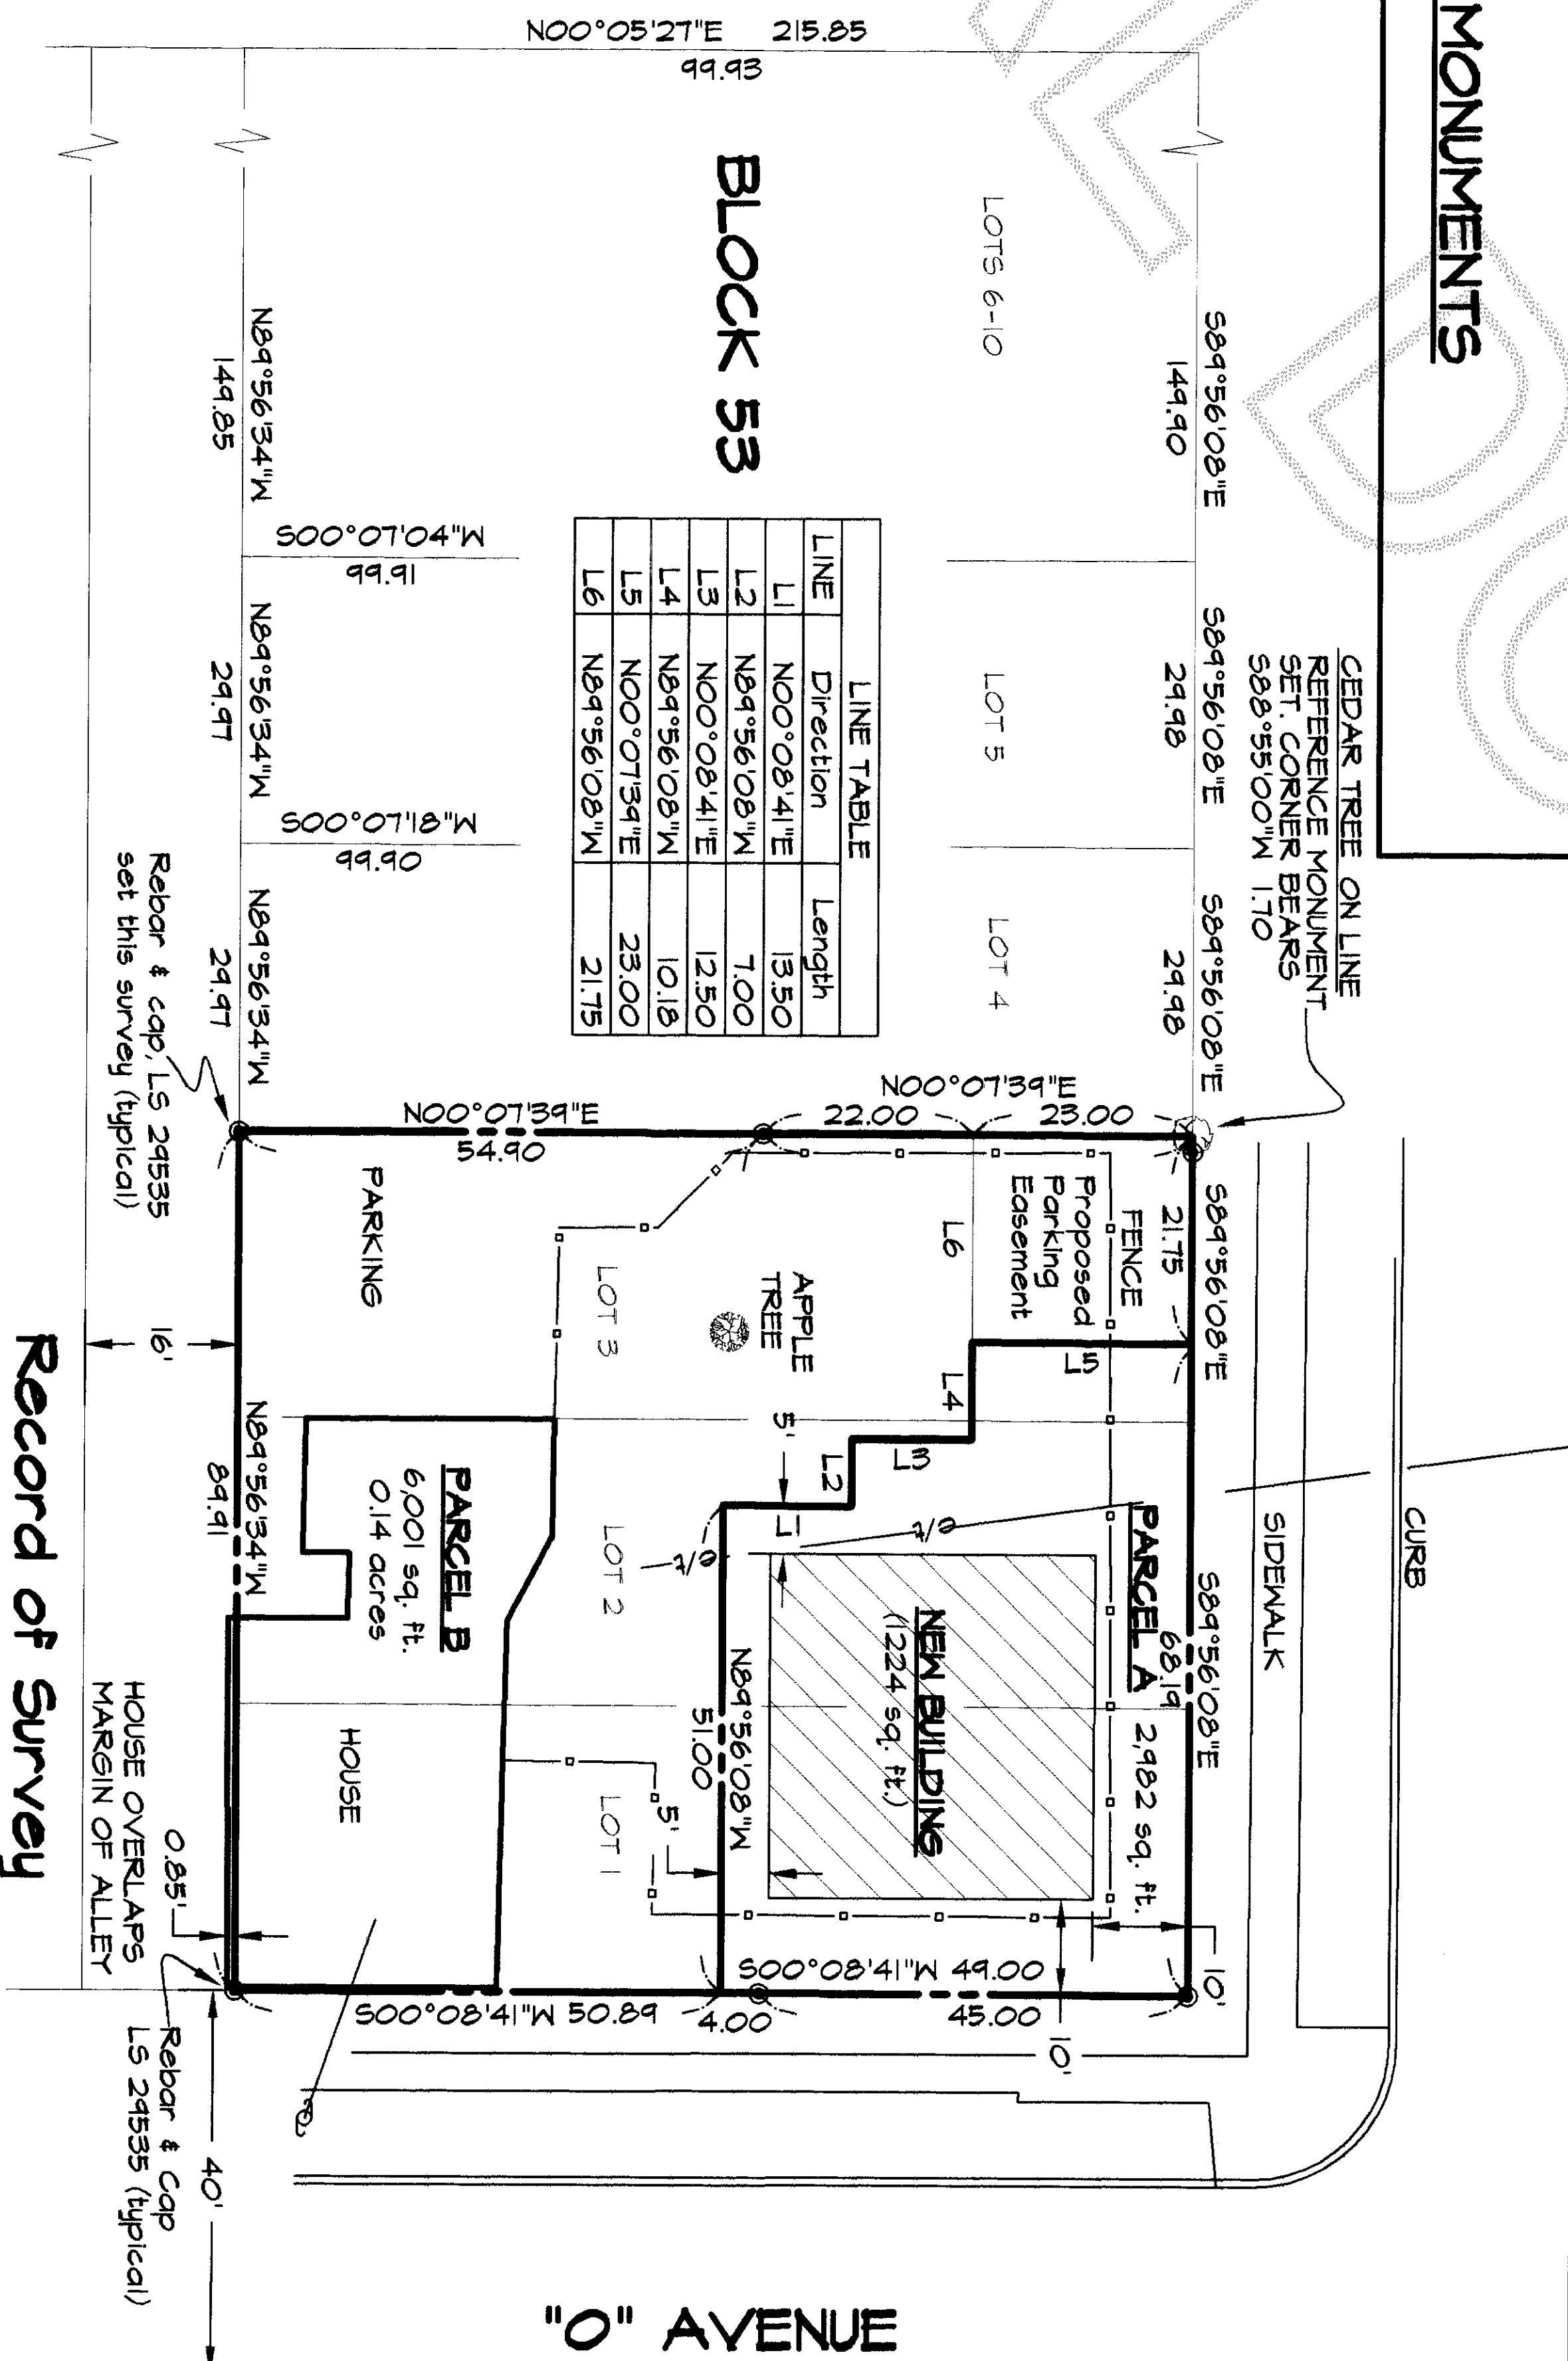 MONUMENTS
CURB
SIDEWALK
CEDAR TREE ON LINE
REFERENCE MONUMENT
SET. CORNER BEARS
S88°55'00"W 1.70
S89°56'08"E
149.90
S89°56'08"E
29.98
S89°56'08"E
29.98
S89°56'08"E
21.75
S89°56'08"E
68.19
N00°05'27"E 215.85
99.93
LOTS 6-10
LOT 5
LOT 4
BLOCK 53
LINE TABLE
LINE Direction Length
L1 N00°08'41"E 13.50
L2 N89°56'08"W 7.00
L3 N00°08'41"E 12.50
L4 N89°56'08"W 10.18
L5 N00°07'39"E 23.00
L6 N89°56'08"W 21.75
N00°07'39"E
22.00
23.00
N00°07'39"E
54.90
FENCE
Proposed
Parking
Easement
L6
L5
L4
L3
L2
L1
5'
e/t
e/t
APPLE
TREE
PARCEL A
2,982 sq. ft.
NEW BUILDING
(1224 sq. ft.)
10'
10'
S00°08'41"W 49.00
45.00
4.00
N89°56'08"W
51.00
5'
LOT 3
LOT 2
LOT 1
PARKING
PARCEL B
6,001 sq. ft.
0.14 acres
HOUSE
S00°08'41"W 50.89
S00°07'04"W
99.91
S00°07'18"W
99.90
N89°56'34"W
149.85
N89°56'34"W
29.97
N89°56'34"W
29.97
N89°56'34"W
89.91
16'
Rebar & cap, LS 29535
set this survey (typical)
0.85'
HOUSE OVERLAPS
MARGIN OF ALLEY
Rebar & Cap
LS 29535 (typical)
40'
"O" AVENUE
Record of Survey